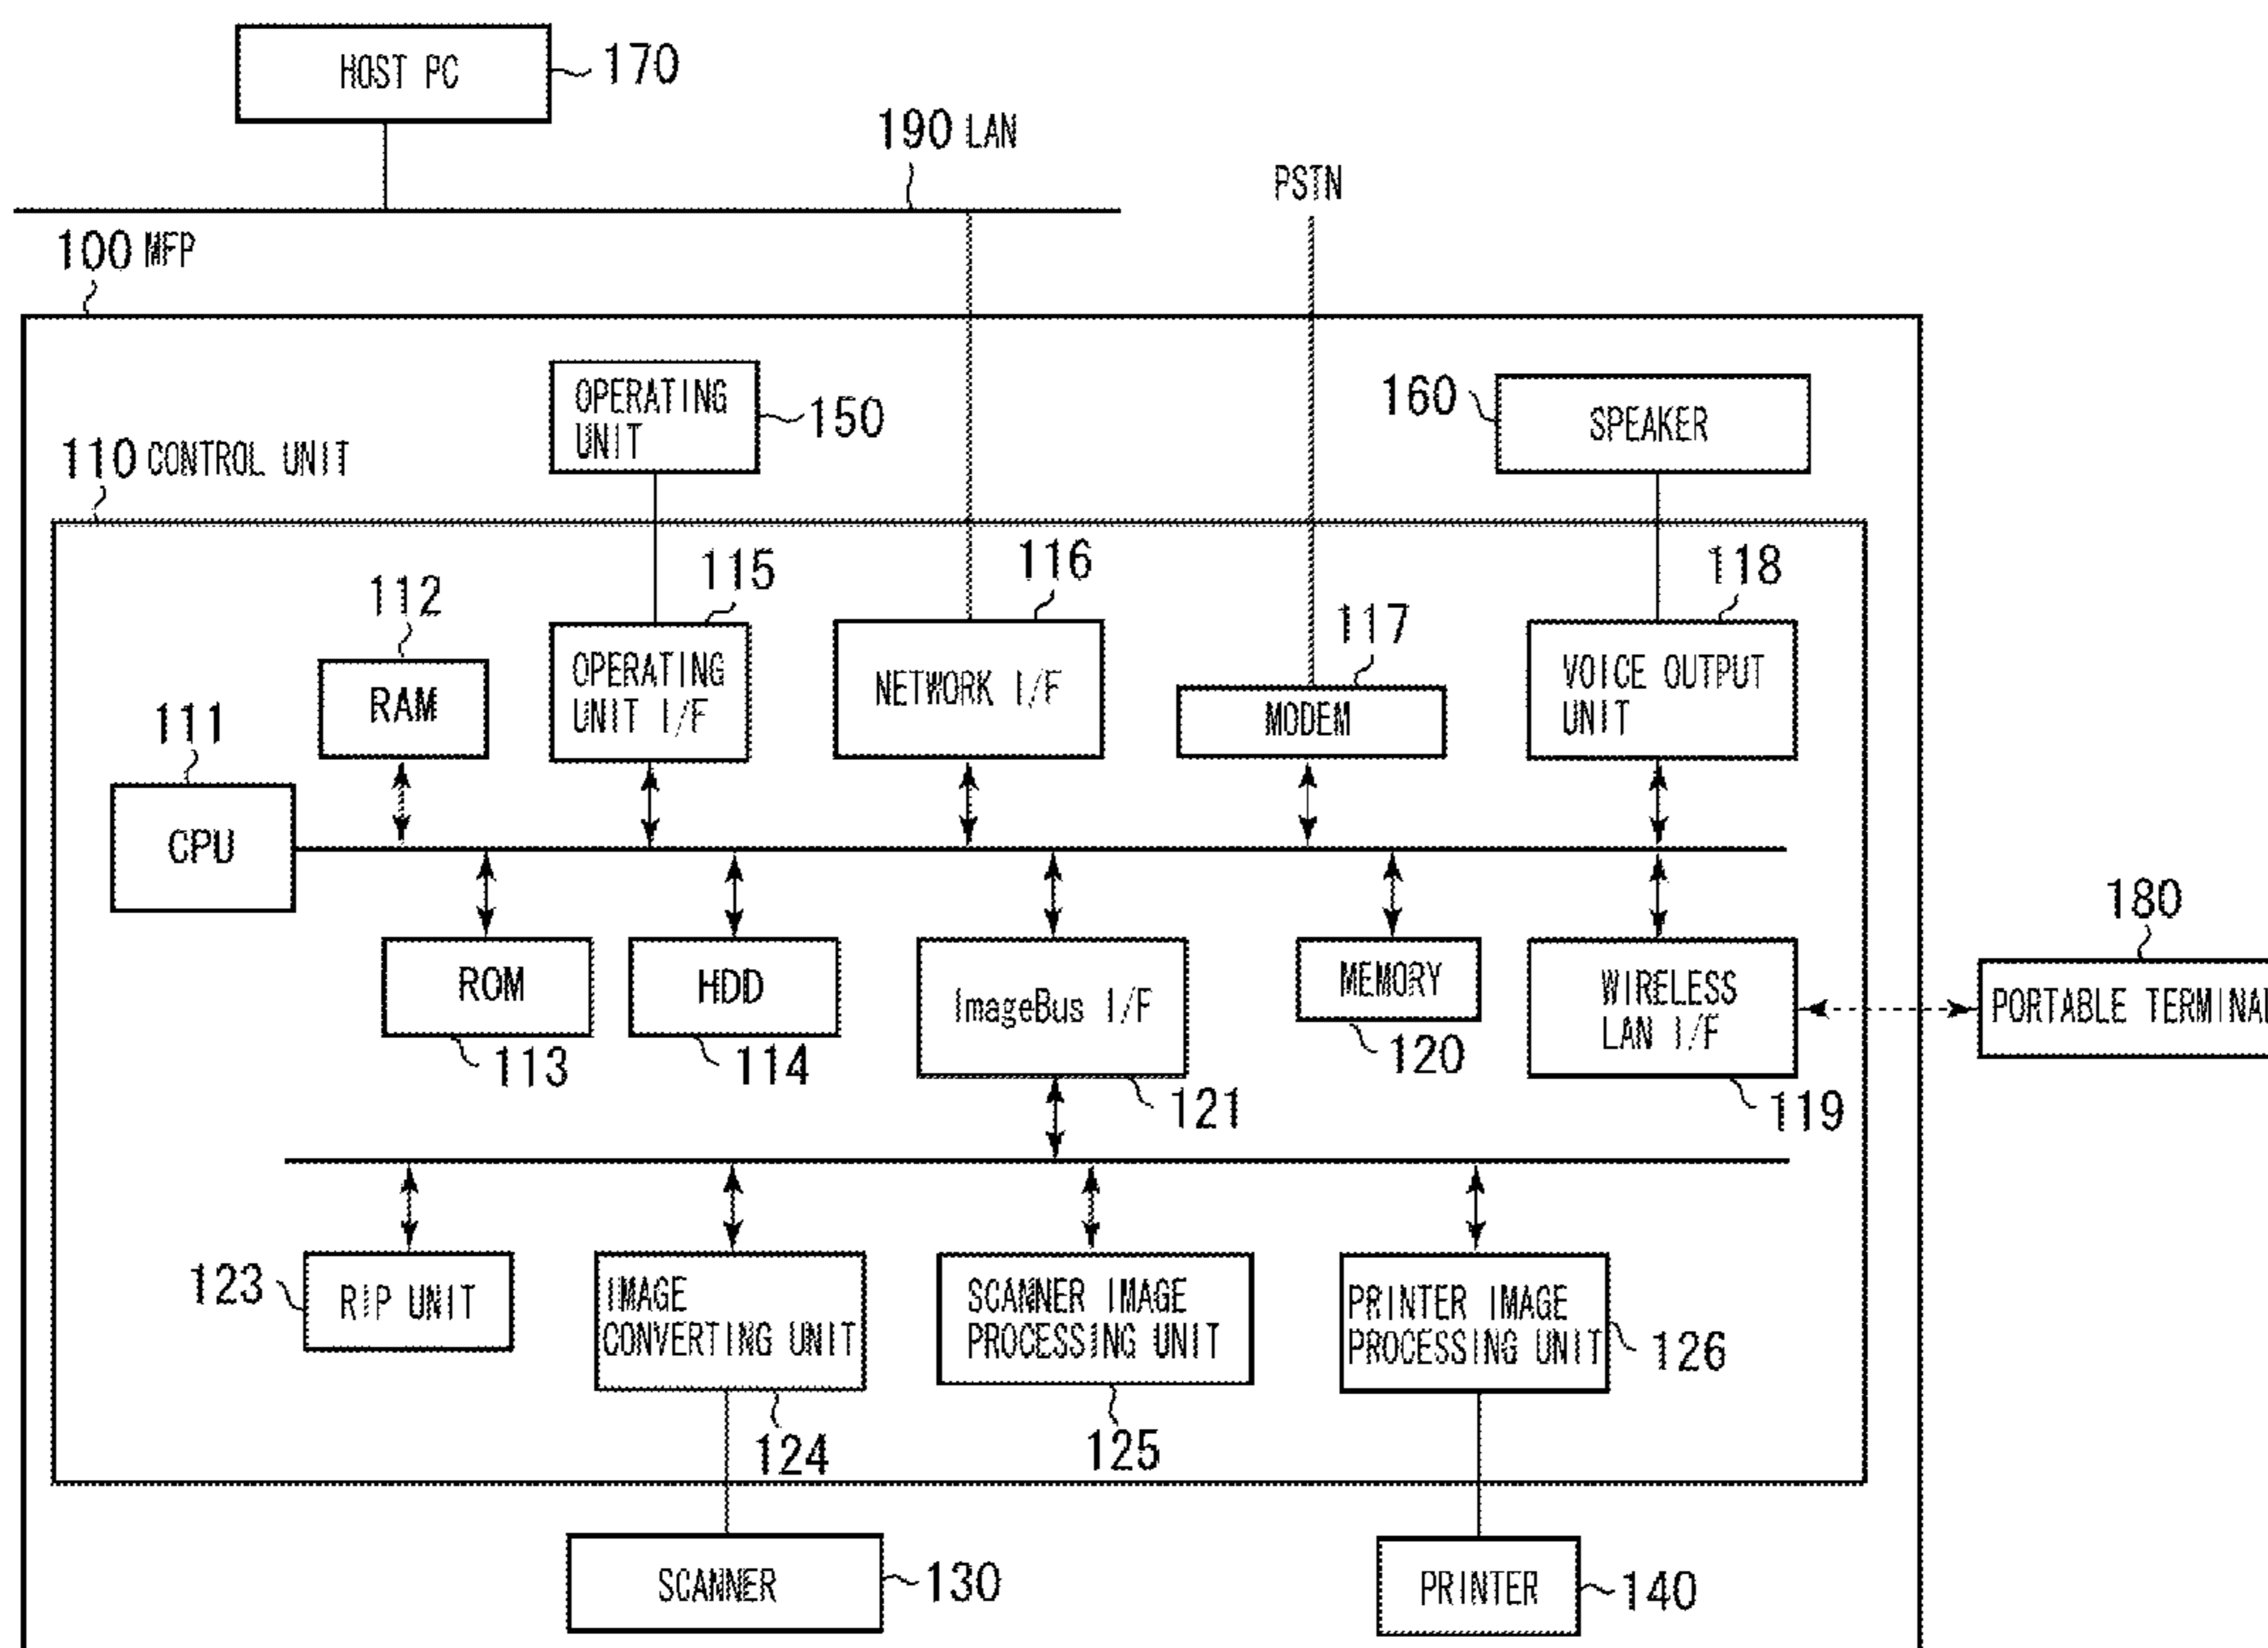 HOST PC
170
190 LAN
PSTN
100 MFP
OPERATING
UNIT
150
160
SPEAKER
110 CONTROL UNIT
112
115
116
117
118
RAM
OPERATING
UNIT I/F
NETWORK I/F
MODEM
VOICE OUTPUT
UNIT
111
CPU
ROM
113
HDD
114
ImageBus I/F
121
MEMORY
120
WIRELESS
LAN I/F
119
180
PORTABLE TERMINAL
123
RIP UNIT
IMAGE
CONVERTING UNIT
124
SCANNER IMAGE
PROCESSING UNIT
125
PRINTER IMAGE
PROCESSING UNIT
126
SCANNER
130
PRINTER
140